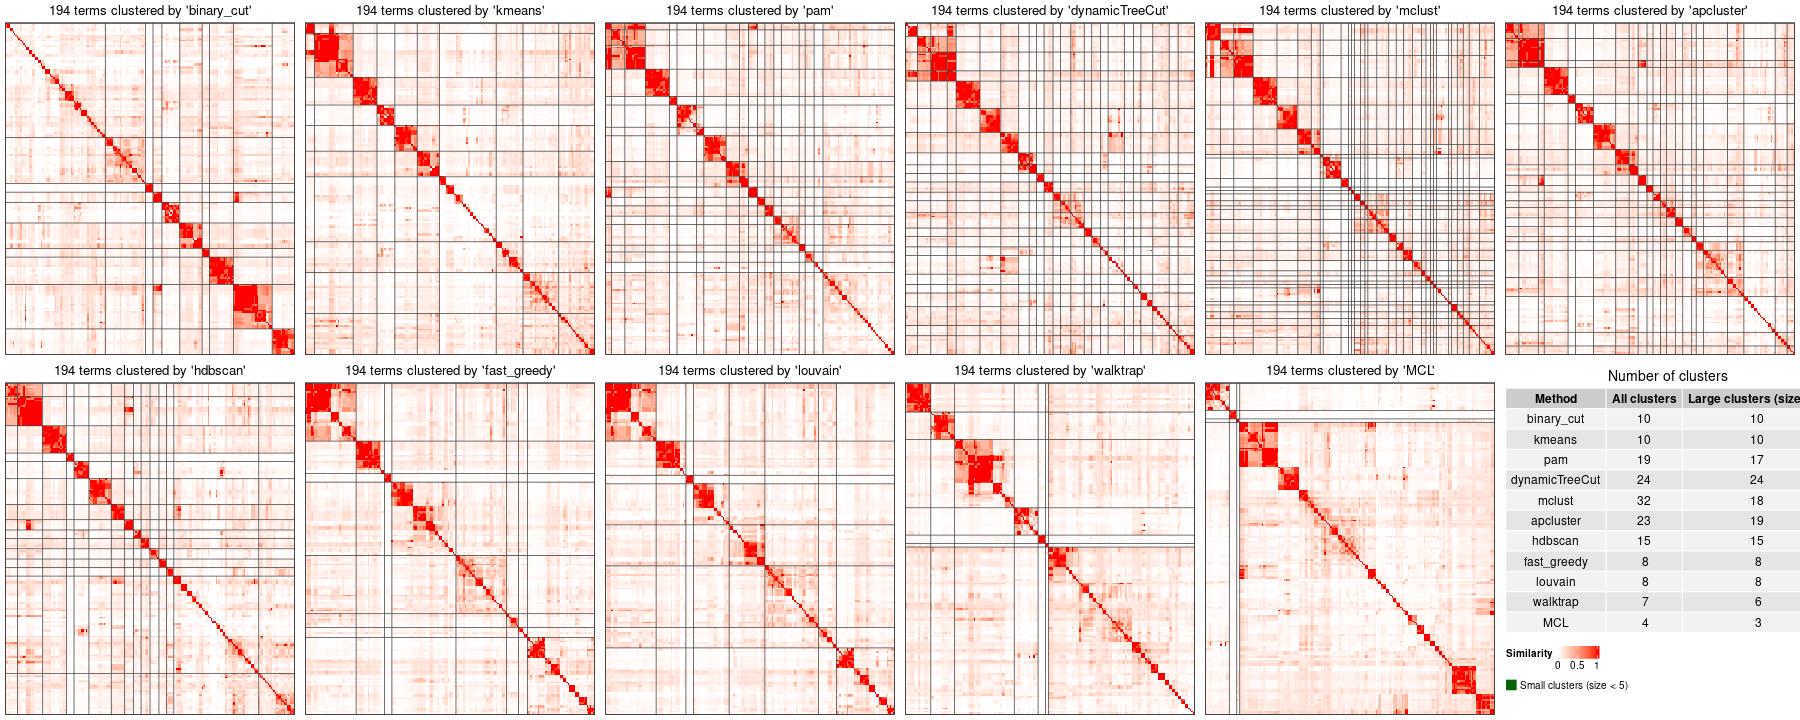 194 terms clustered by 'binary_cut'
194 terms clustered by 'kmeans'
194 terms clustered by 'pam'
194 terms clustered by 'dynamicTreeCut'
194 terms clustered by 'mclust'
194 terms clustered by 'apcluster'
194 terms clustered by 'hdbscan'
194 terms clustered by 'fast_greedy'
194 terms clustered by 'louvain'
194 terms clustered by 'walktrap'
194 terms clustered by 'MCL'
Number of clusters
Method All clusters Large clusters (size
binary_cut 10 10
kmeans 10 10
pam 19 17
dynamicTreeCut 24 24
mclust 32 18
apcluster 23 19
hdbscan 15 15
fast_greedy 8 8
louvain 8 8
walktrap 7 6
MCL 4 3
Similarity
0 0.5 1
Small clusters (size < 5)